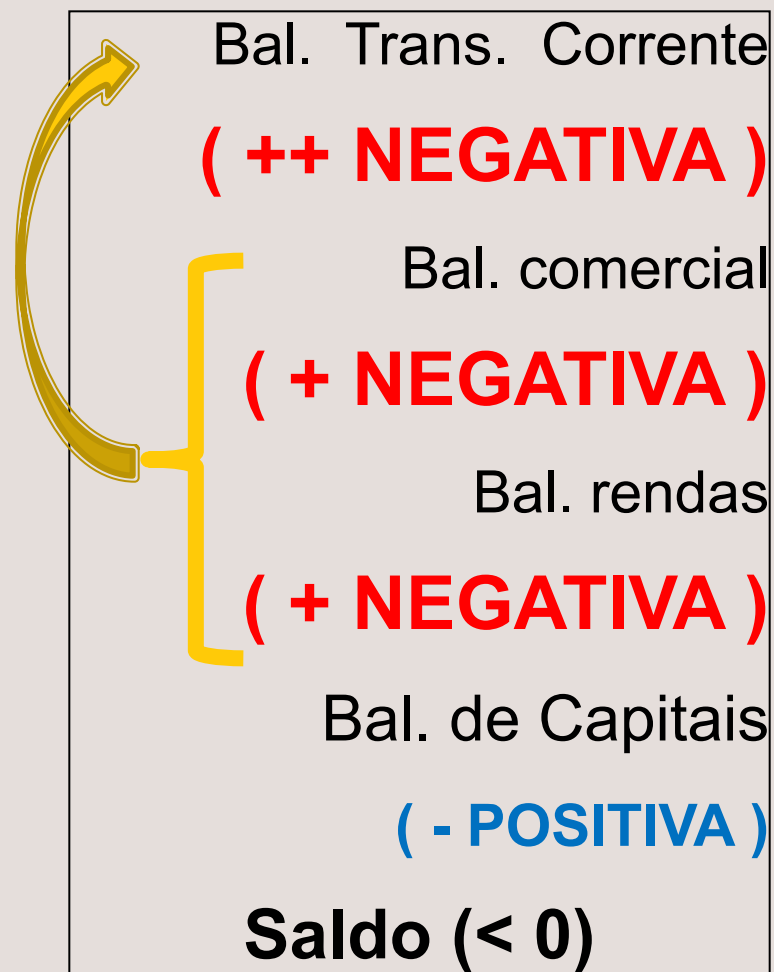 Bal. Trans. Corrente
( ++ NEGATIVA )
Bal. comercial
( + NEGATIVA )
Bal. rendas
( + NEGATIVA )
Bal. de Capitais
( - POSITIVA )
Saldo (< 0)